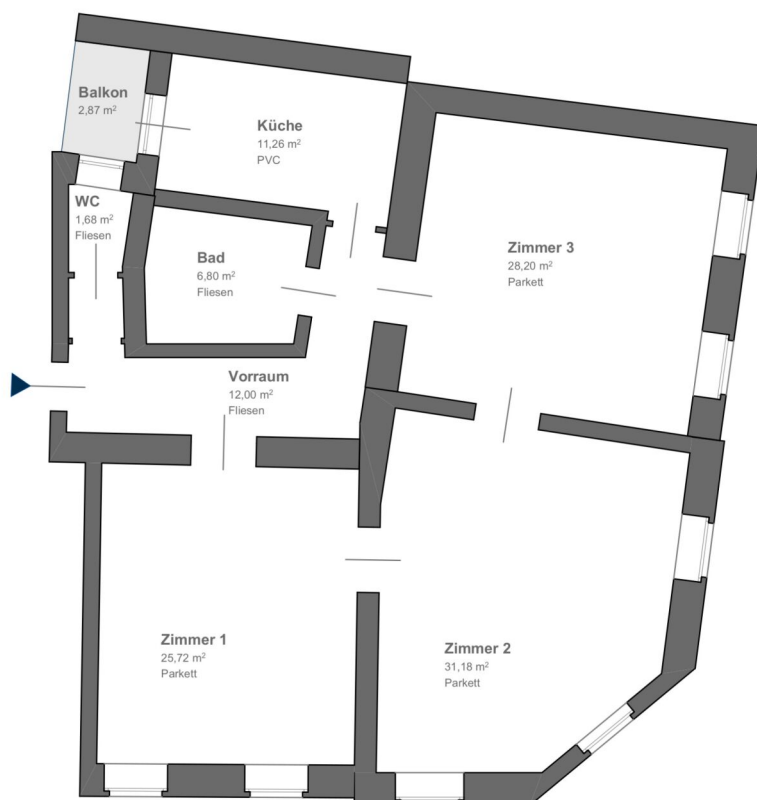 Balkon
2,87 m²
Küche
11,26 m²
PVC
WC
1,68 m²
Fliesen
Bad
6,80 m²
Fliesen
Zimmer 3
28,20 m²
Parkett
Vorraum
12,00 m²
Fliesen
Zimmer 1
25,72 m²
Parkett
Zimmer 2
31,18 m²
Parkett